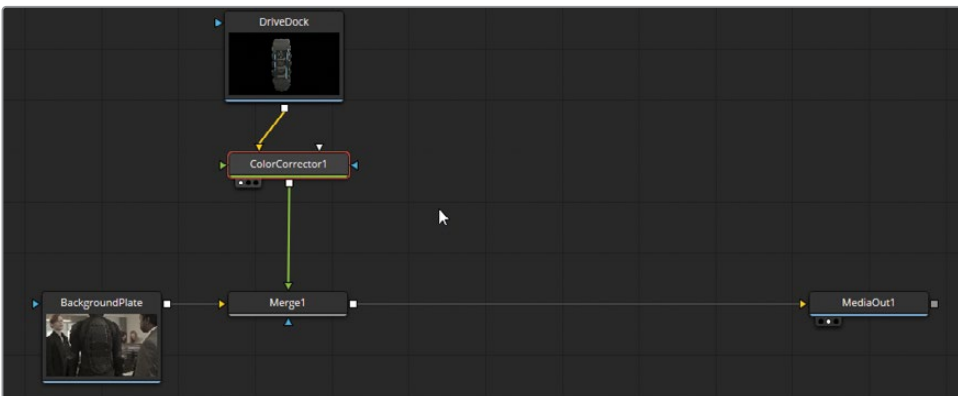 DriveDock
ColorCorrector1
BackgroundPlate
Merge1
MediaOut1